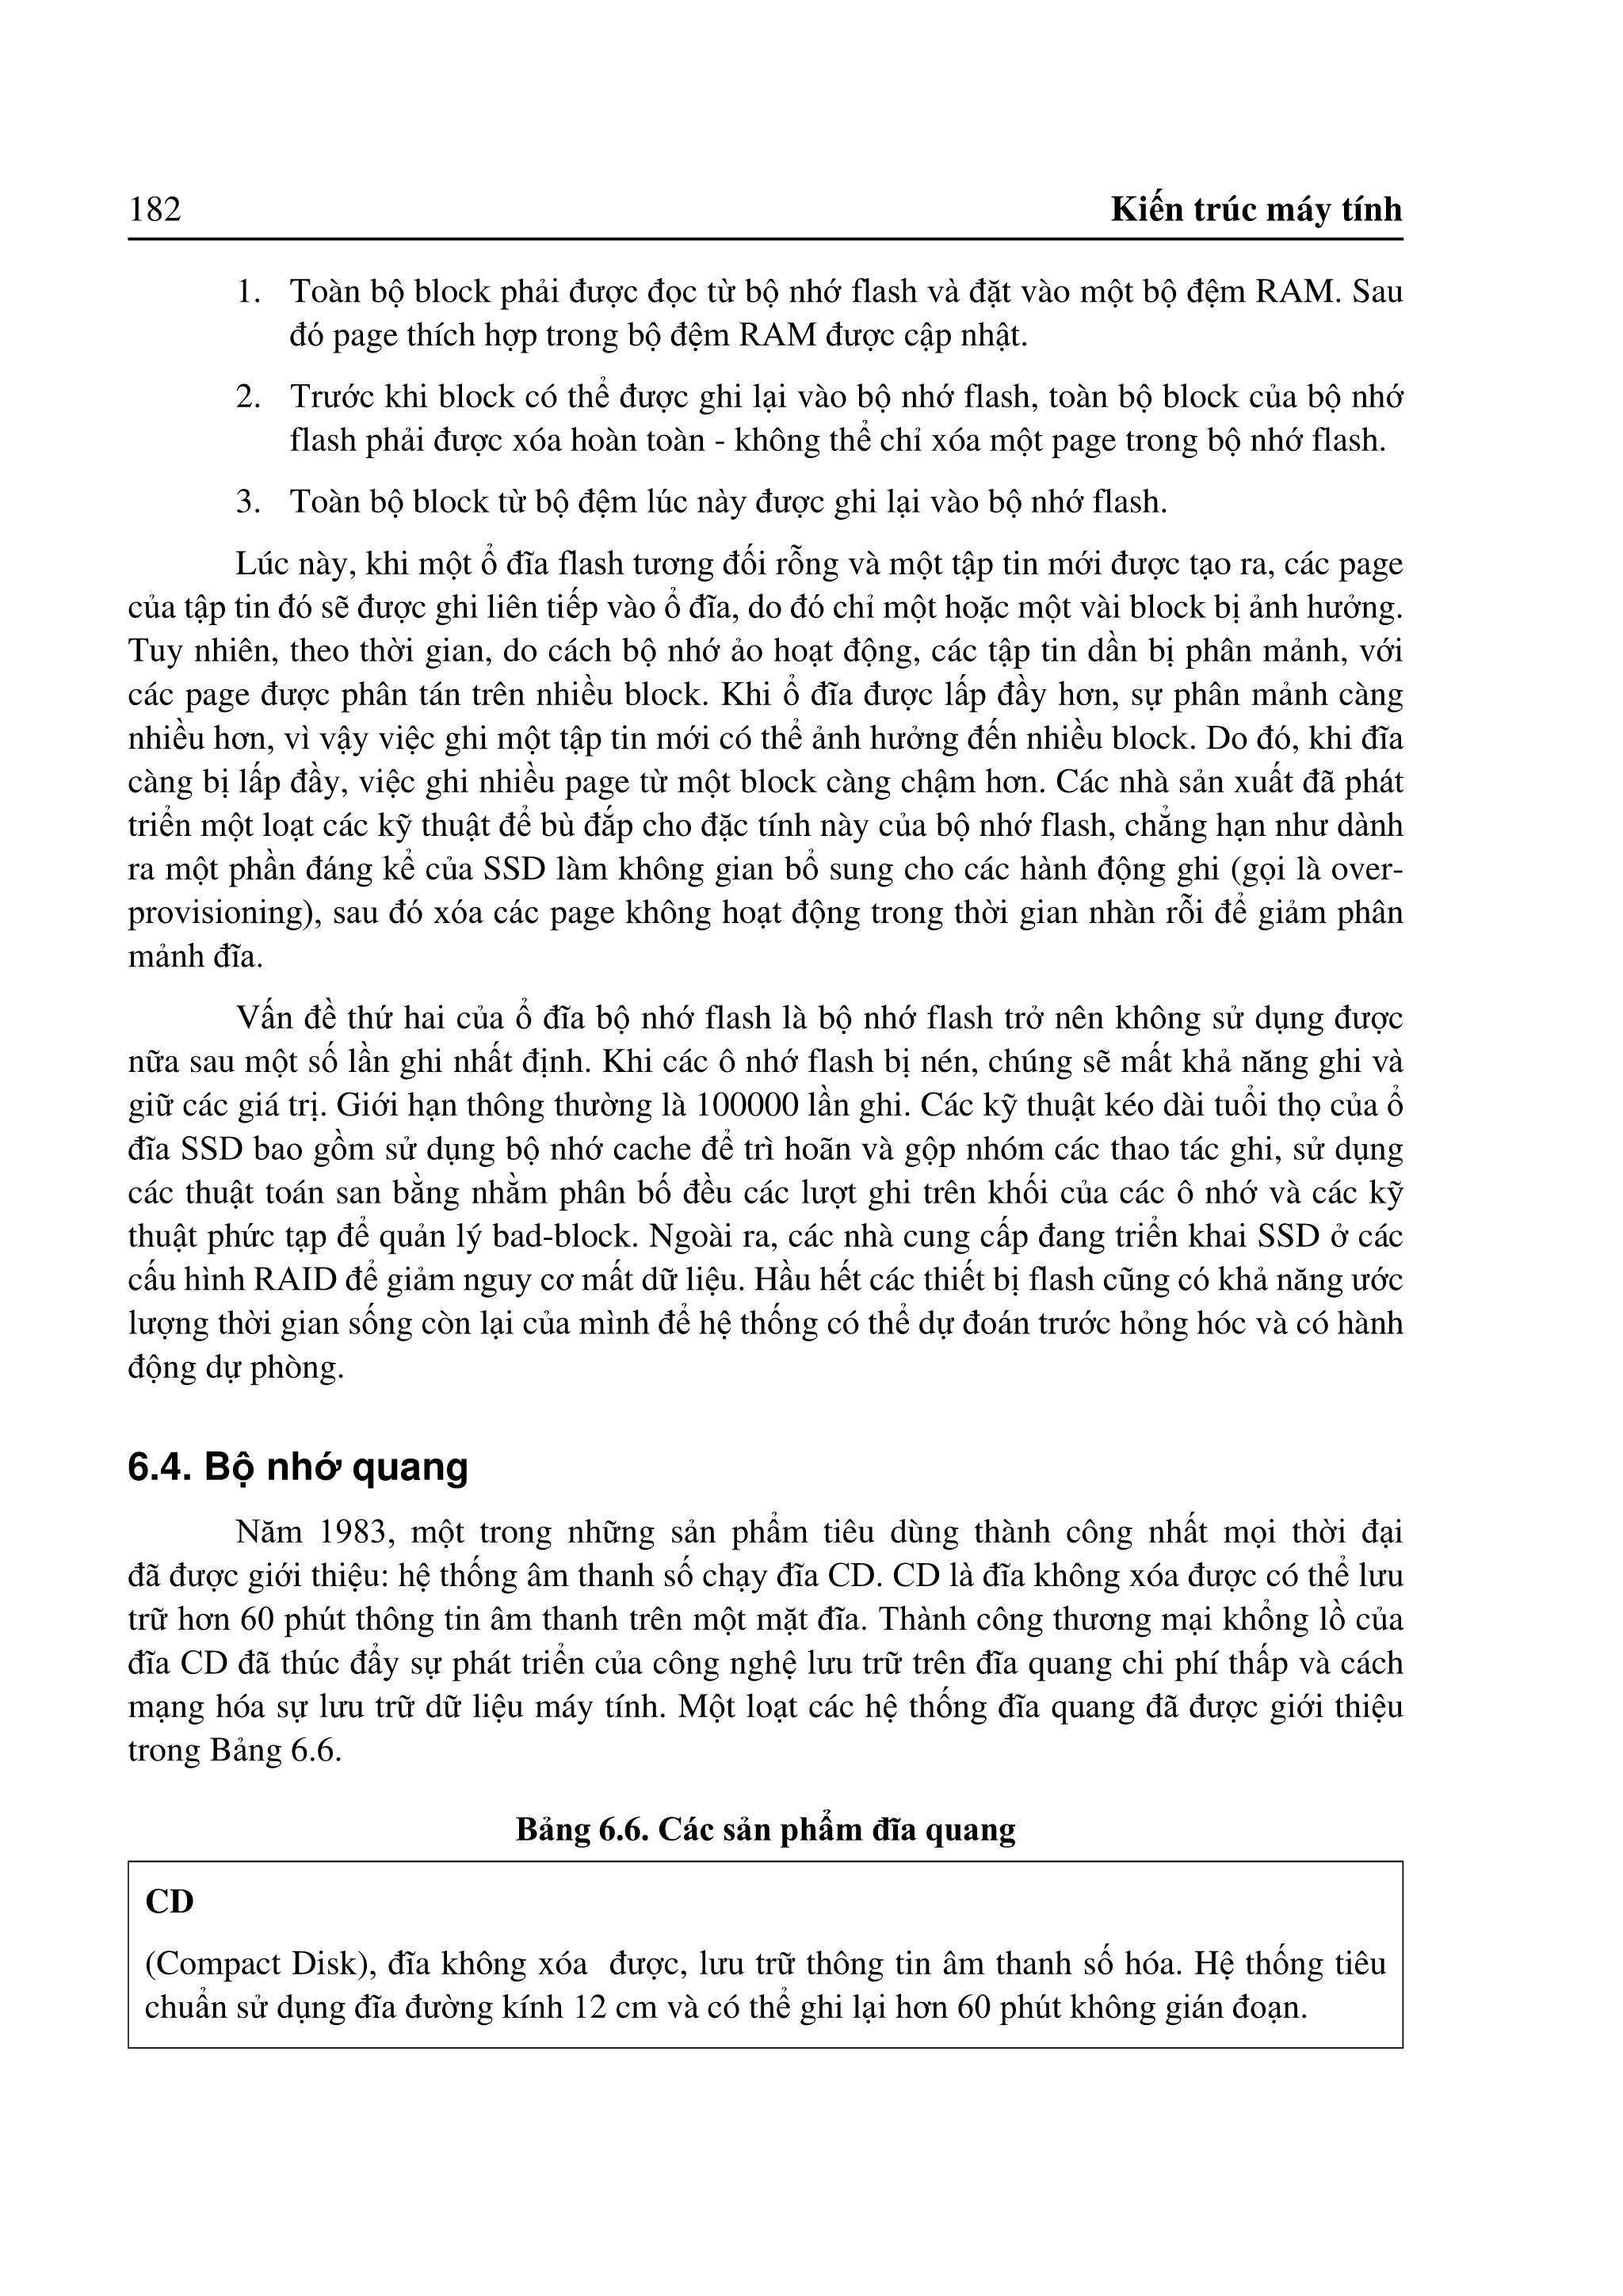 182 Kiến trúc máy tính
1. Toàn bộ block phải được đọc từ bộ nhớ flash và đặt vào một bộ đệm RAM. Sau
đó page thích hợp trong bộ đệm RAM được cập nhật.
2. Trước khi block có thể được ghi lại vào bộ nhớ flash, toàn bộ block của bộ nhớ
flash phải được xóa hoàn toàn - không thể chỉ xóa một page trong bộ nhớ flash.
3. Toàn bộ block từ bộ đệm lúc này được ghi lại vào bộ nhớ flash.
Lúc này, khi một ổ đĩa flash tương đối rỗng và một tập tin mới được tạo ra, các page
của tập tin đó sẽ được ghi liên tiếp vào ổ đĩa, do đó chỉ một hoặc một vài block bị ảnh hưởng.
Tuy nhiên, theo thời gian, do cách bộ nhớ ảo hoạt động, các tập tin dần bị phân mảnh, với
các page được phân tán trên nhiều block. Khi ổ đĩa được lấp đầy hơn, sự phân mảnh càng
nhiều hơn, vì vậy việc ghi một tập tin mới có thể ảnh hưởng đến nhiều block. Do đó, khi đĩa
càng bị lấp đầy, việc ghi nhiều page từ một block càng chậm hơn. Các nhà sản xuất đã phát
triển một loạt các kỹ thuật để bù đắp cho đặc tính này của bộ nhớ flash, chẳng hạn như dành
ra một phần đáng kể của SSD làm không gian bổ sung cho các hành động ghi (gọi là over-
provisioning), sau đó xóa các page không hoạt động trong thời gian nhàn rỗi để giảm phân
mảnh đĩa.
Vấn đề thứ hai của ổ đĩa bộ nhớ flash là bộ nhớ flash trở nên không sử dụng được
nữa sau một số lần ghi nhất định. Khi các ô nhớ flash bị nén, chúng sẽ mất khả năng ghi và
giữ các giá trị. Giới hạn thông thường là 100000 lần ghi. Các kỹ thuật kéo dài tuổi thọ của ổ
đĩa SSD bao gồm sử dụng bộ nhớ cache để trì hoãn và gộp nhóm các thao tác ghi, sử dụng
các thuật toán san bằng nhằm phân bố đều các lượt ghi trên khối của các ô nhớ và các kỹ
thuật phức tạp để quản lý bad-block. Ngoài ra, các nhà cung cấp đang triển khai SSD ở các
cấu hình RAID để giảm nguy cơ mất dữ liệu. Hầu hết các thiết bị flash cũng có khả năng ước
lượng thời gian sống còn lại của mình để hệ thống có thể dự đoán trước hỏng hóc và có hành
động dự phòng.
6.4. Bộ nhớ quang
Năm 1983, một trong những sản phẩm tiêu dùng thành công nhất mọi thời đại
đã được giới thiệu: hệ thống âm thanh số chạy đĩa CD. CD là đĩa không xóa được có thể lưu
trữ hơn 60 phút thông tin âm thanh trên một mặt đĩa. Thành công thương mại khổng lồ của
đĩa CD đã thúc đẩy sự phát triển của công nghệ lưu trữ trên đĩa quang chi phí thấp và cách
mạng hóa sự lưu trữ dữ liệu máy tính. Một loạt các hệ thống đĩa quang đã được giới thiệu
trong Bảng 6.6.
Bảng 6.6. Các sản phẩm đĩa quang
CD
(Compact Disk), đĩa không xóa được, lưu trữ thông tin âm thanh số hóa. Hệ thống tiêu
chuẩn sử dụng đĩa đường kính 12 cm và có thể ghi lại hơn 60 phút không gián đoạn.